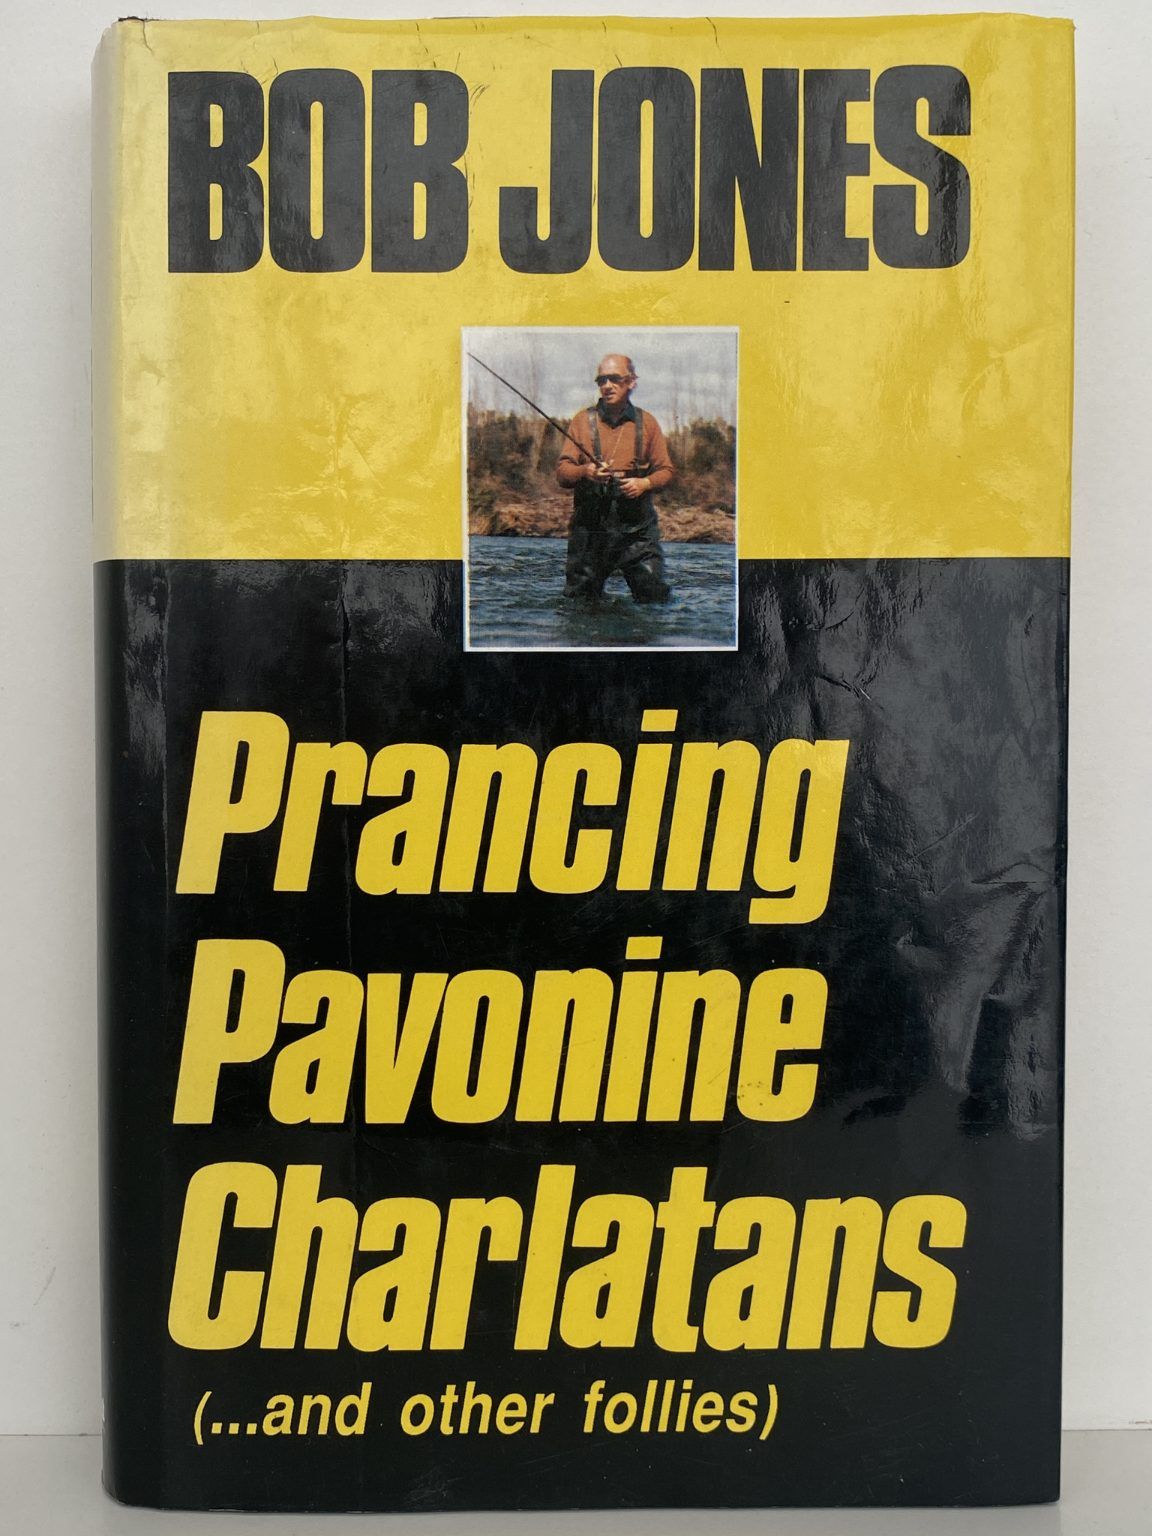 BOB JONES
Prancing
Pavonine
Charlatans
(...and other follies)